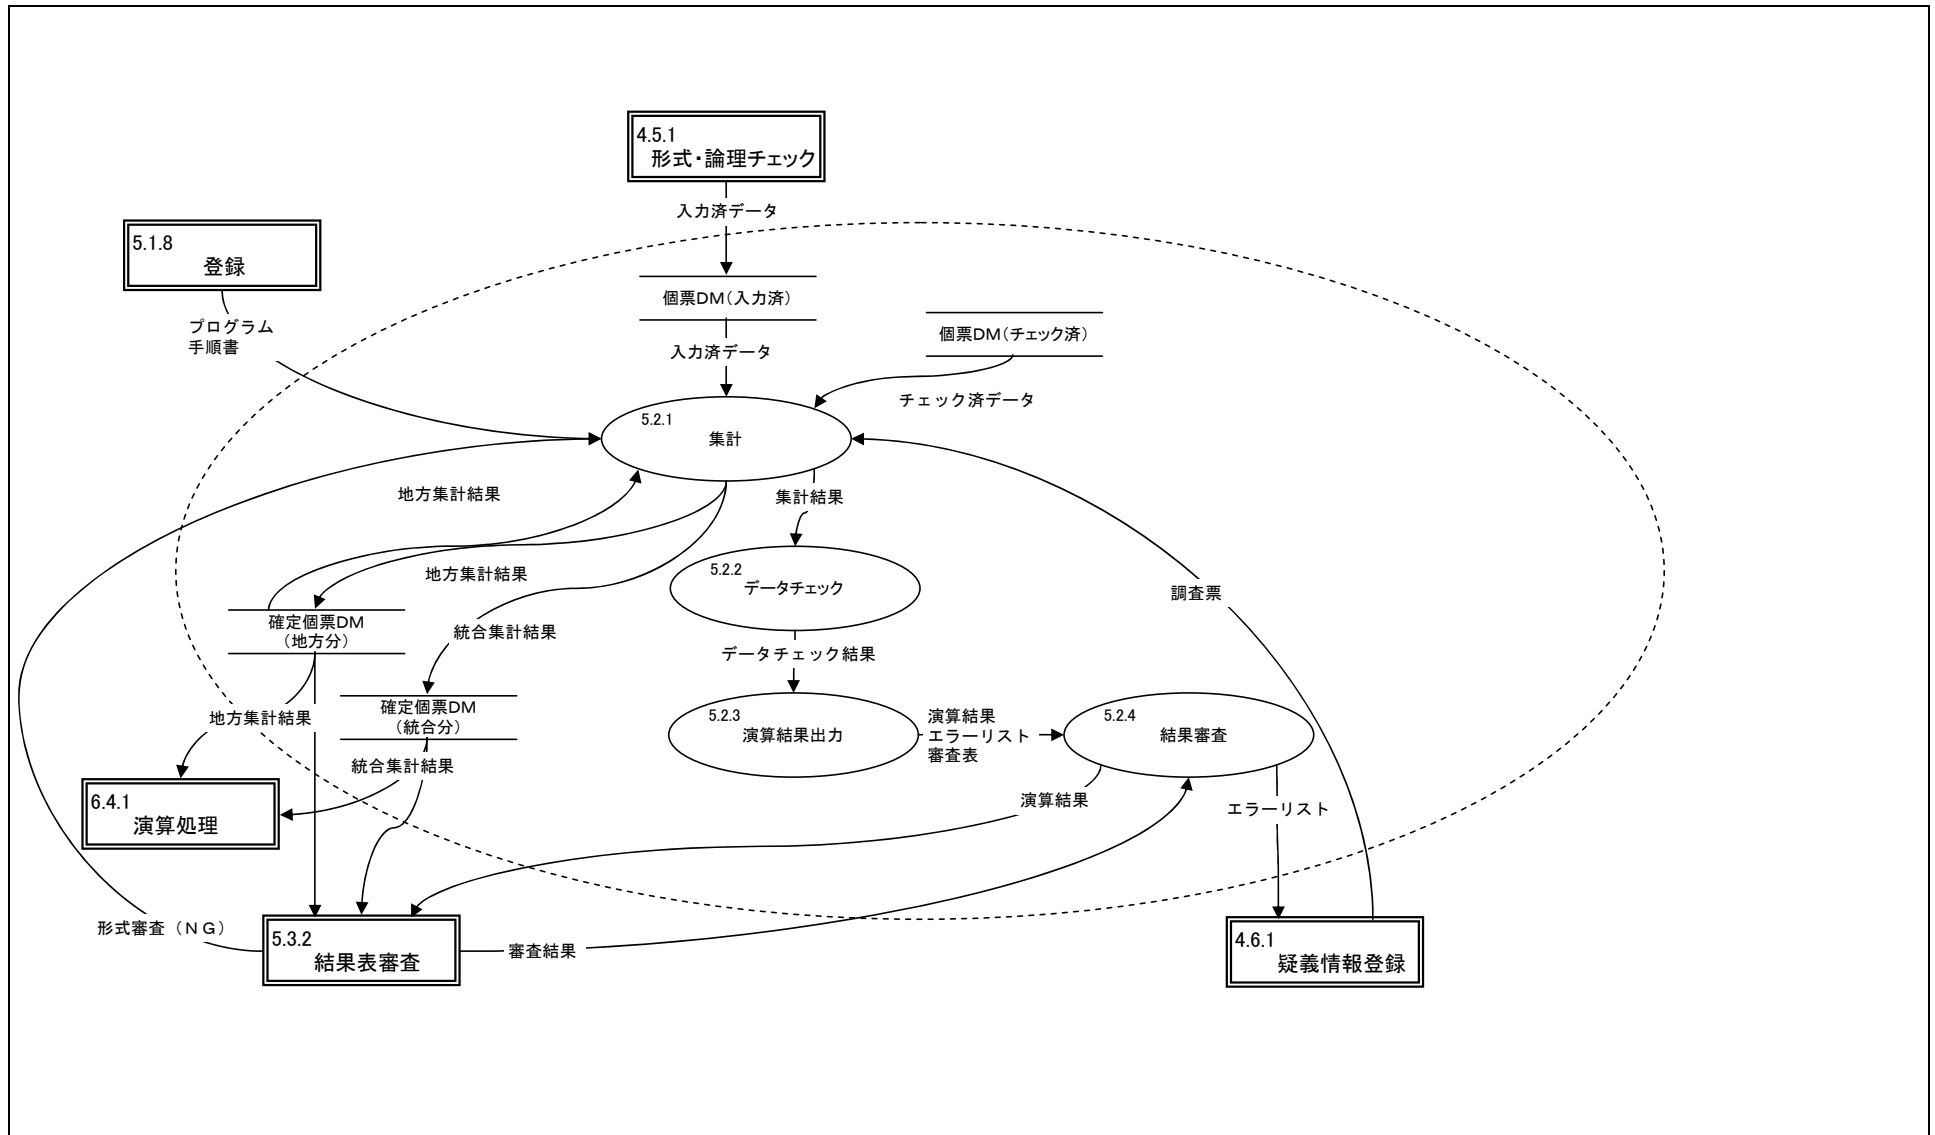 4.5.1
形式・論理チェック
入力済データ
5.1.8
登録
個票DM（入力済）
プログラム
手順書
個票DM（チェック済）
入力済データ
チェック済データ
5.2.1
集計
地方集計結果
集計結果
5.2.2
データチェック
地方集計結果
調査票
確定個票DM
（地方分）
統合集計結果
データチェック結果
確定個票DM
（統合分）
地方集計結果
5.2.3
演算結果出力
演算結果
エラーリスト
審査表
5.2.4
結果審査
統合集計結果
6.4.1
演算処理
演算結果
エラーリスト
形式審査（ＮＧ）
5.3.2
結果表審査
審査結果
4.6.1
疑義情報登録